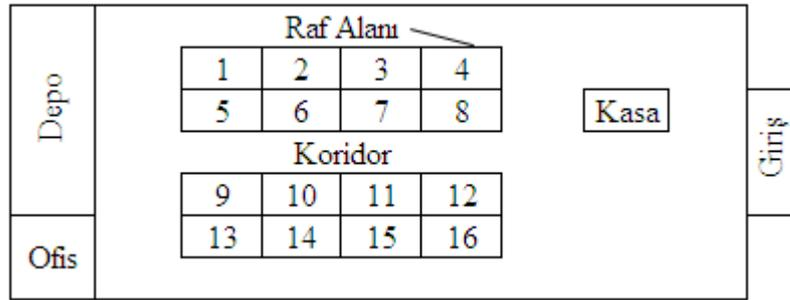 Raf Alanı
1 2 3 4
5 6 7 8
Depo
Kasa
Giriş
Koridor
9 10 11 12
13 14 15 16
Ofis